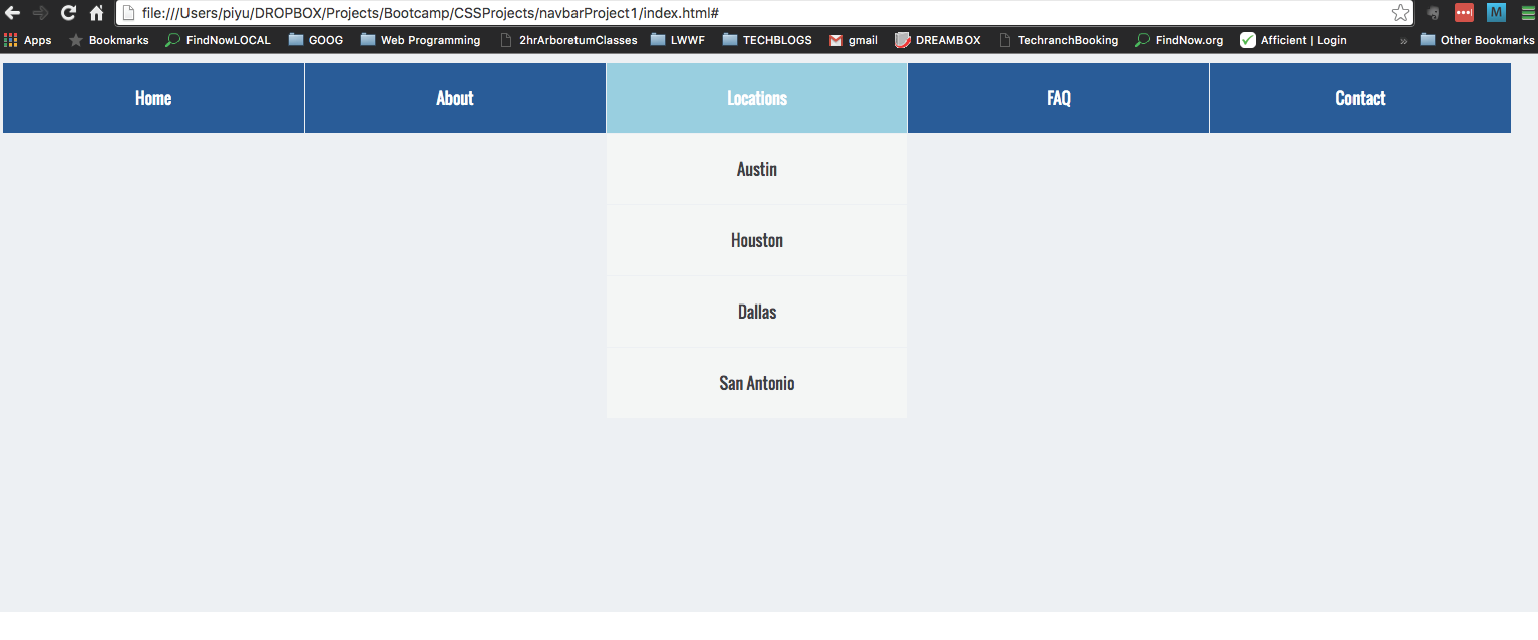 file:///Users/piyu/DROPBOX/Projects/Bootcamp/CSSProjects/navbarProject1/index.html#
M
Apps Bookmarks FindNowLOCAL GOOG Web Programming 2hrArboretumClasses LWWF TECHBLOGS gmail DREAMBOX TechranchBooking FindNow.org Afficient | Login » Other Bookmarks
Home About Locations FAQ Contact
Austin
Houston
Dallas
San Antonio